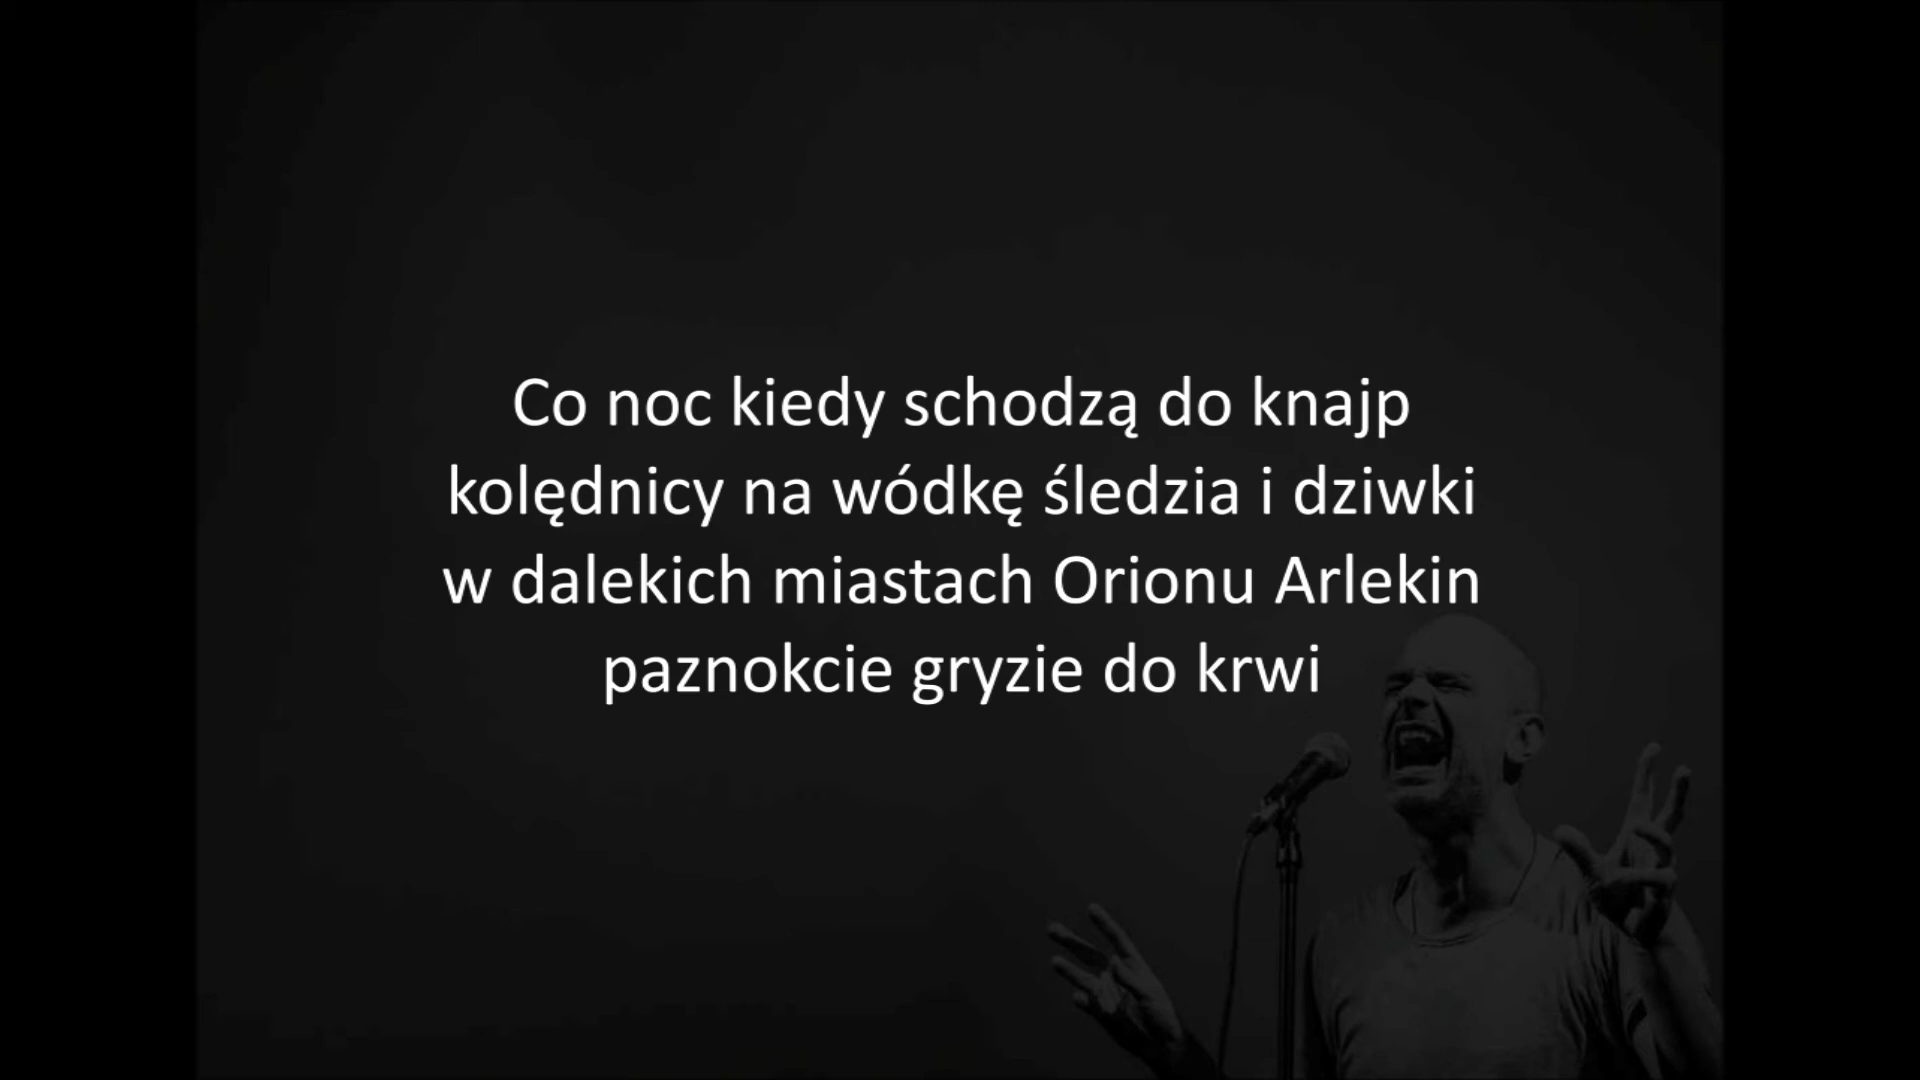 Co noc kiedy schodzą do knajp
kolędnicy na wódkę śledzia i dziwki
w dalekich miastach Orionu Arlekin
paznokcie gryzie do krwi